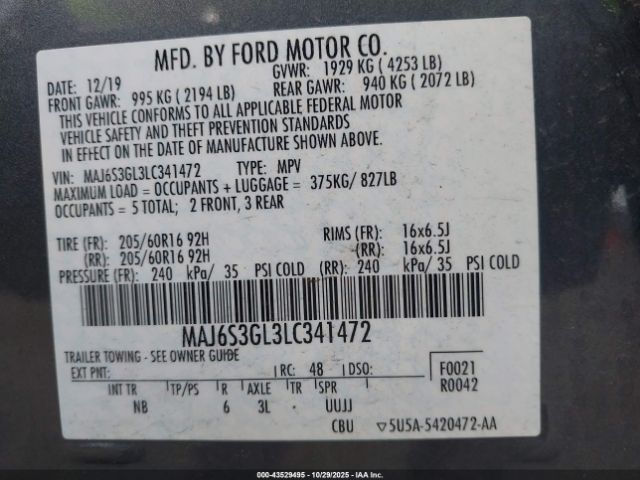 MFD. BY FORD MOTOR CO.
DATE: 12/19 GVWR: 1929 KG ( 4253 LB)
FRONT GAWR: 995 KG ( 2194 LB) REAR GAWR: 940 KG ( 2072 LB)
THIS VEHICLE CONFORMS TO ALL APPLICABLE FEDERAL MOTOR
VEHICLE SAFETY AND THEFT PREVENTION STANDARDS
IN EFFECT ON THE DATE OF MANUFACTURE SHOWN ABOVE.
VIN: MAJ6S3GL3LC341472 TYPE: MPV
MAXIMUM LOAD = OCCUPANTS + LUGGAGE = 375KG/ 827LB
OCCUPANTS = 5 TOTAL; 2 FRONT, 3 REAR
TIRE (FR): 205/60R16 92H RIMS (FR): 16x6.5J
(RR): 205/60R16 92H (RR): 16x6.5J
PRESSURE (FR): 240 kPa/ 35 PSI COLD (RR): 240 kPa/ 35 PSI COLD
MAJ6S3GL3LC341472
TRAILER TOWING - SEE OWNER GUIDE
EXT PNT: RC: 48 DSO: F0021
R0042
INT TR TP/PS R AXLE TR SPR
NB 6 3L . UUJJ
CBU ▽5U5A-5420472-AA
000-43529495 - 10/29/2025 - IAA, Inc.